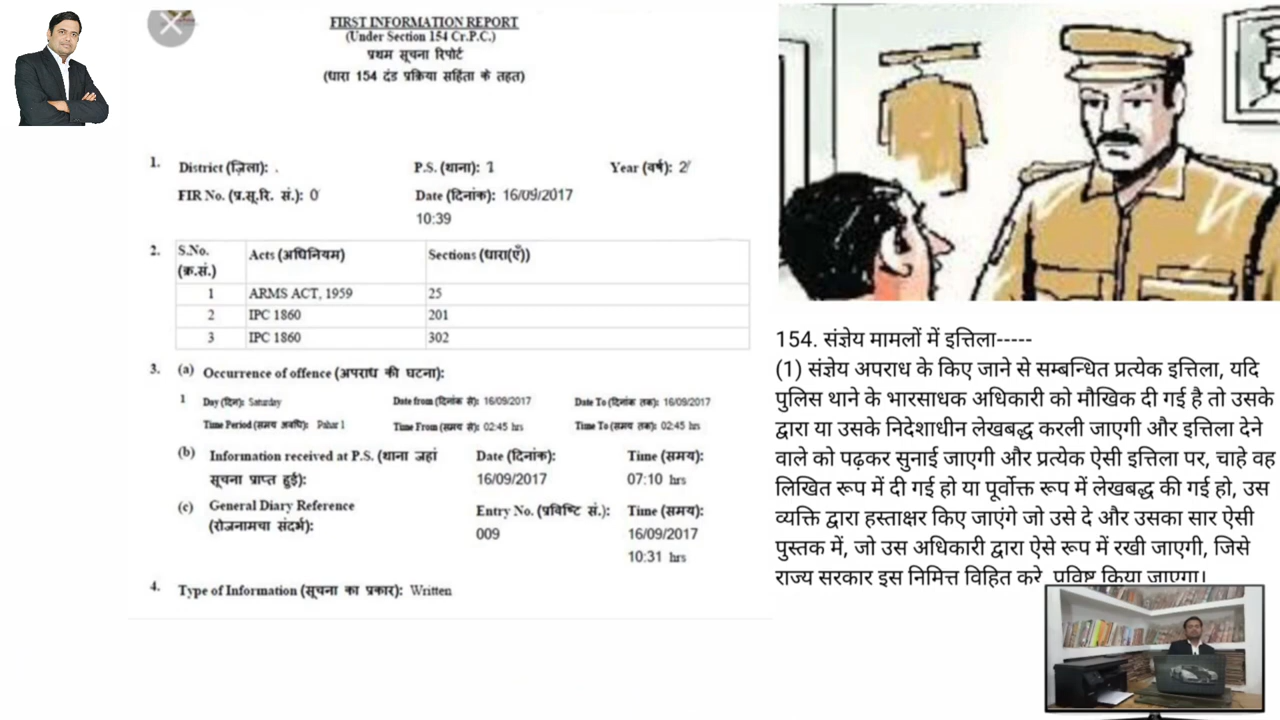 FIRST INFORMATION REPORT
(Under Section 154 Cr.P.C.)
प्रथम सूचना रिपोर्ट
(धारा 154 दंड प्रक्रिया संहिता के तहत)
1. District (ज़िला): . P.S. (थाना): Year (वर्ष): 2
FIR No. (प्र.सू.रि. सं.): 0 Date (दिनांक): 16/09/2017
10:39
2. S.No. Acts (अधिनियम) Sections (धारा(एँ))
(क्र.सं.)
1 ARMS ACT, 1959 25
2 IPC 1860 201
3 IPC 1860 302
3. (a) Occurrence of offence (अपराध की घटना):
1 Day (दिन): Saturday Date from (दिनांक से): 16/09/2017 Date To (दिनांक तक): 16/09/2017
Time Period (समय अवधि): Pahar 1 Time From (समय से): 02:45 hrs Time To (समय तक): 02:45 hrs
(b) Information received at P.S. (थाना जहां Date (दिनांक): Time (समय):
सूचना प्राप्त हुई): 16/09/2017 07:10 hrs
(c) General Diary Reference Entry No. (प्रविष्टि सं.): Time (समय):
(रोजनामचा संदर्भ): 009 16/09/2017
10:31 hrs
4. Type of Information (सूचना का प्रकार): Written
154. संज्ञेय मामलों में इत्तिला-----
(1) संज्ञेय अपराध के किए जाने से सम्बन्धित प्रत्येक इत्तिला, यदि
पुलिस थाने के भारसाधक अधिकारी को मौखिक दी गई है तो उसके
द्वारा या उसके निदेशाधीन लेखबद्ध करली जाएगी और इत्तिला देने
वाले को पढ़कर सुनाई जाएगी और प्रत्येक ऐसी इत्तिला पर, चाहे वह
लिखित रूप में दी गई हो या पूर्वोक्त रूप में लेखबद्ध की गई हो, उस
व्यक्ति द्वारा हस्ताक्षर किए जाएंगे जो उसे दे और उसका सार ऐसी
पुस्तक में, जो उस अधिकारी द्वारा ऐसे रूप में रखी जाएगी, जिसे
राज्य सरकार इस निमित्त विहित करे, प्रविष्ट किया जाएगा।